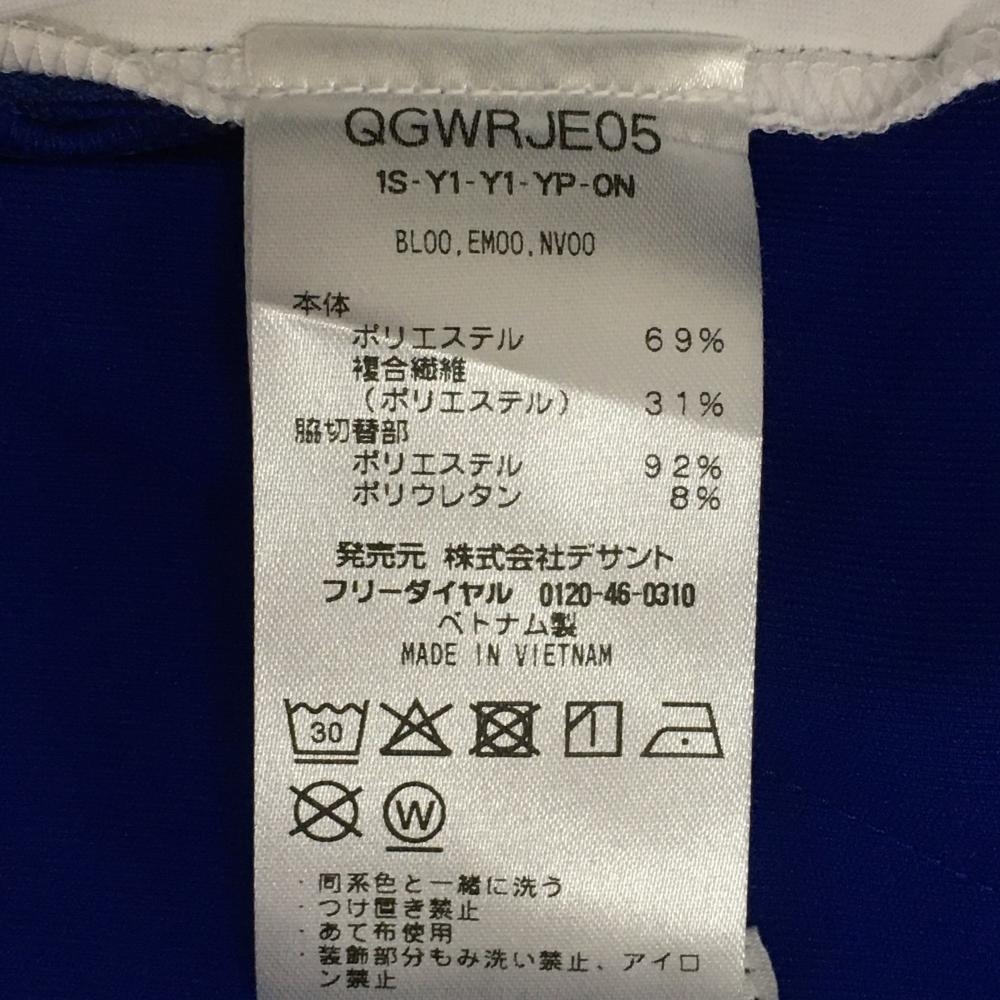 QGWRJE05
1S-Y1-Y1-YP-ON
BL00,EM00,NV00
本体
ポリエステル 69%
複合繊維
(ポリエステル) 31%
脇切替部
ポリエステル 92%
ポリウレタン 8%
発売元 株式会社デサント
フリーダイヤル 0120-46-0310
ベトナム製
MADE IN VIETNAM
30
W
・同系色と一緒に洗う
・つけ置き禁止
・あて布使用
・装飾部分もみ洗い禁止、アイロ
ン禁止